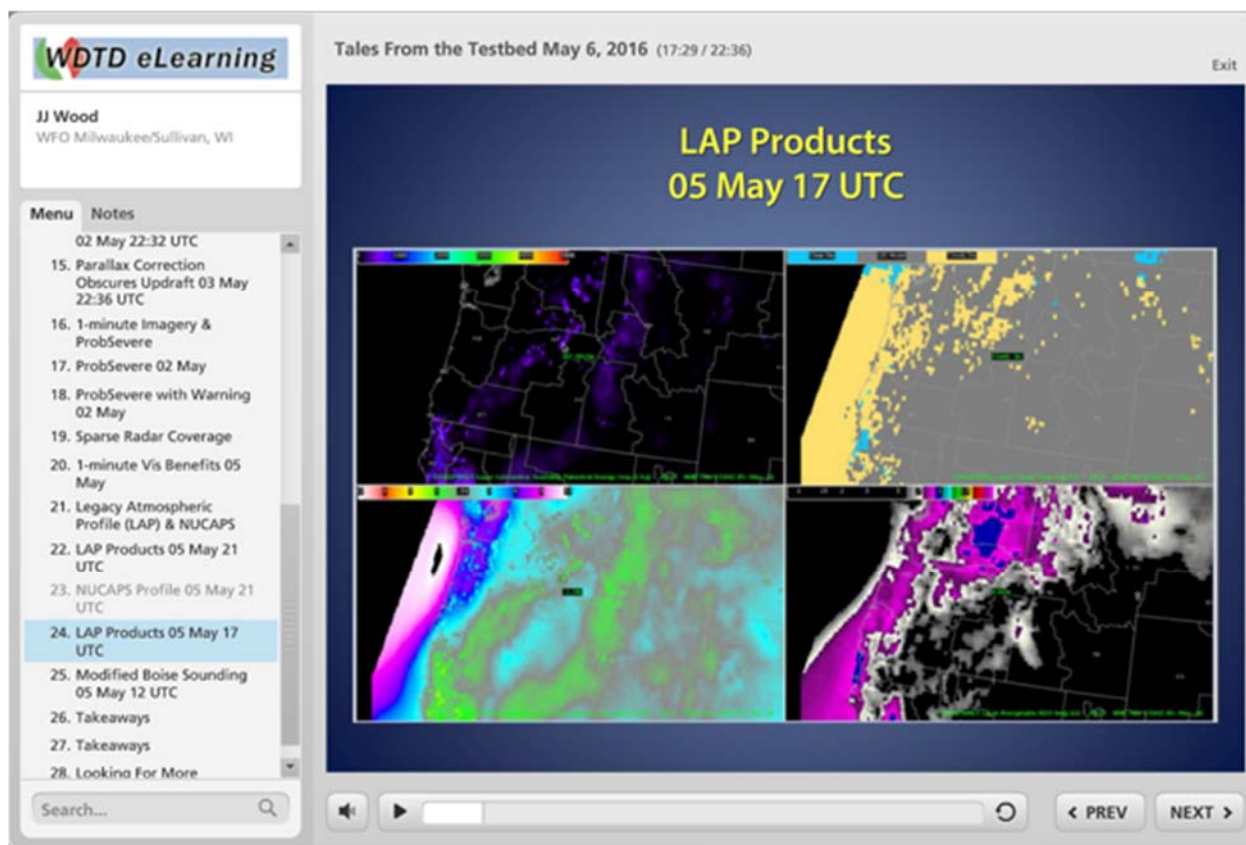 WDTD eLearning
JJ Wood
WFO Milwaukee/Sullivan, WI
Menu Notes
02 May 22:32 UTC
15. Parallax Correction
Obscures Updraft 03 May
22:36 UTC
16. 1-minute Imagery &
ProbSevere
17. ProbSevere 02 May
18. ProbSevere with Warning
02 May
19. Sparse Radar Coverage
20. 1-minute Vis Benefits 05
May
21. Legacy Atmospheric
Profile (LAP) & NUCAPS
22. LAP Products 05 May 21
UTC
23. NUCAPS Profile 05 May 21
UTC
24. LAP Products 05 May 17
UTC
25. Modified Boise Sounding
05 May 12 UTC
26. Takeaways
27. Takeaways
28. Looking For More
Search...
Tales From the Testbed May 6, 2016 (17:29 / 22:36)
Exit
LAP Products
05 May 17 UTC
PREV
NEXT